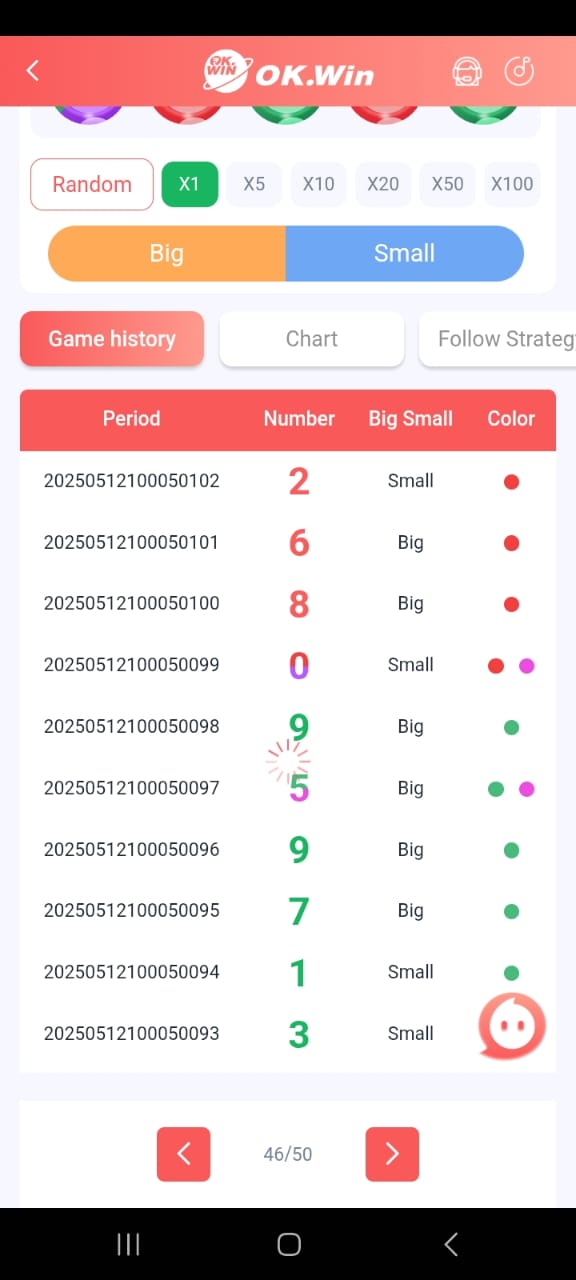 OK. WIN OK.Win
Random X1 X5 X10 X20 X50 X100
Big Small
Game history Chart Follow Strateg
Period Number Big Small Color
20250512100050102 2 Small
20250512100050101 6 Big
20250512100050100 8 Big
20250512100050099 0 Small
20250512100050098 9 Big
20250512100050097 5 Big
20250512100050096 9 Big
20250512100050095 7 Big
20250512100050094 1 Small
20250512100050093 3 Small
46/50